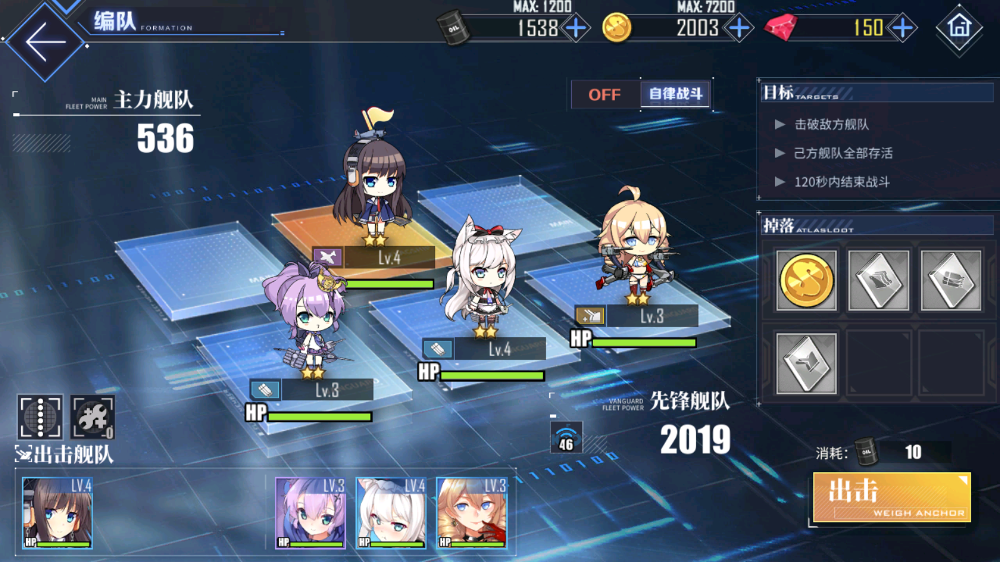 编队 FORMATION
OIL
MAX: 1200
1538
MAX: 7200
2003
150
MAIN
FLEET POWER
主力舰队
536
OFF
自律战斗
目标 TARGETS
击破敌方舰队
己方舰队全部存活
120秒内结束战斗
掉落 ATLASLOOT
MAIN
Lv.4
Lv.3
HP
Lv.4
HP
Lv.3
HP
VANGUARD
FLEET POWER
先锋舰队
46
2019
0
出击舰队
LV.4
HP
LV.3
HP
LV.4
HP
LV.3
HP
消耗:
OIL
10
出击
WEIGH ANCHOR